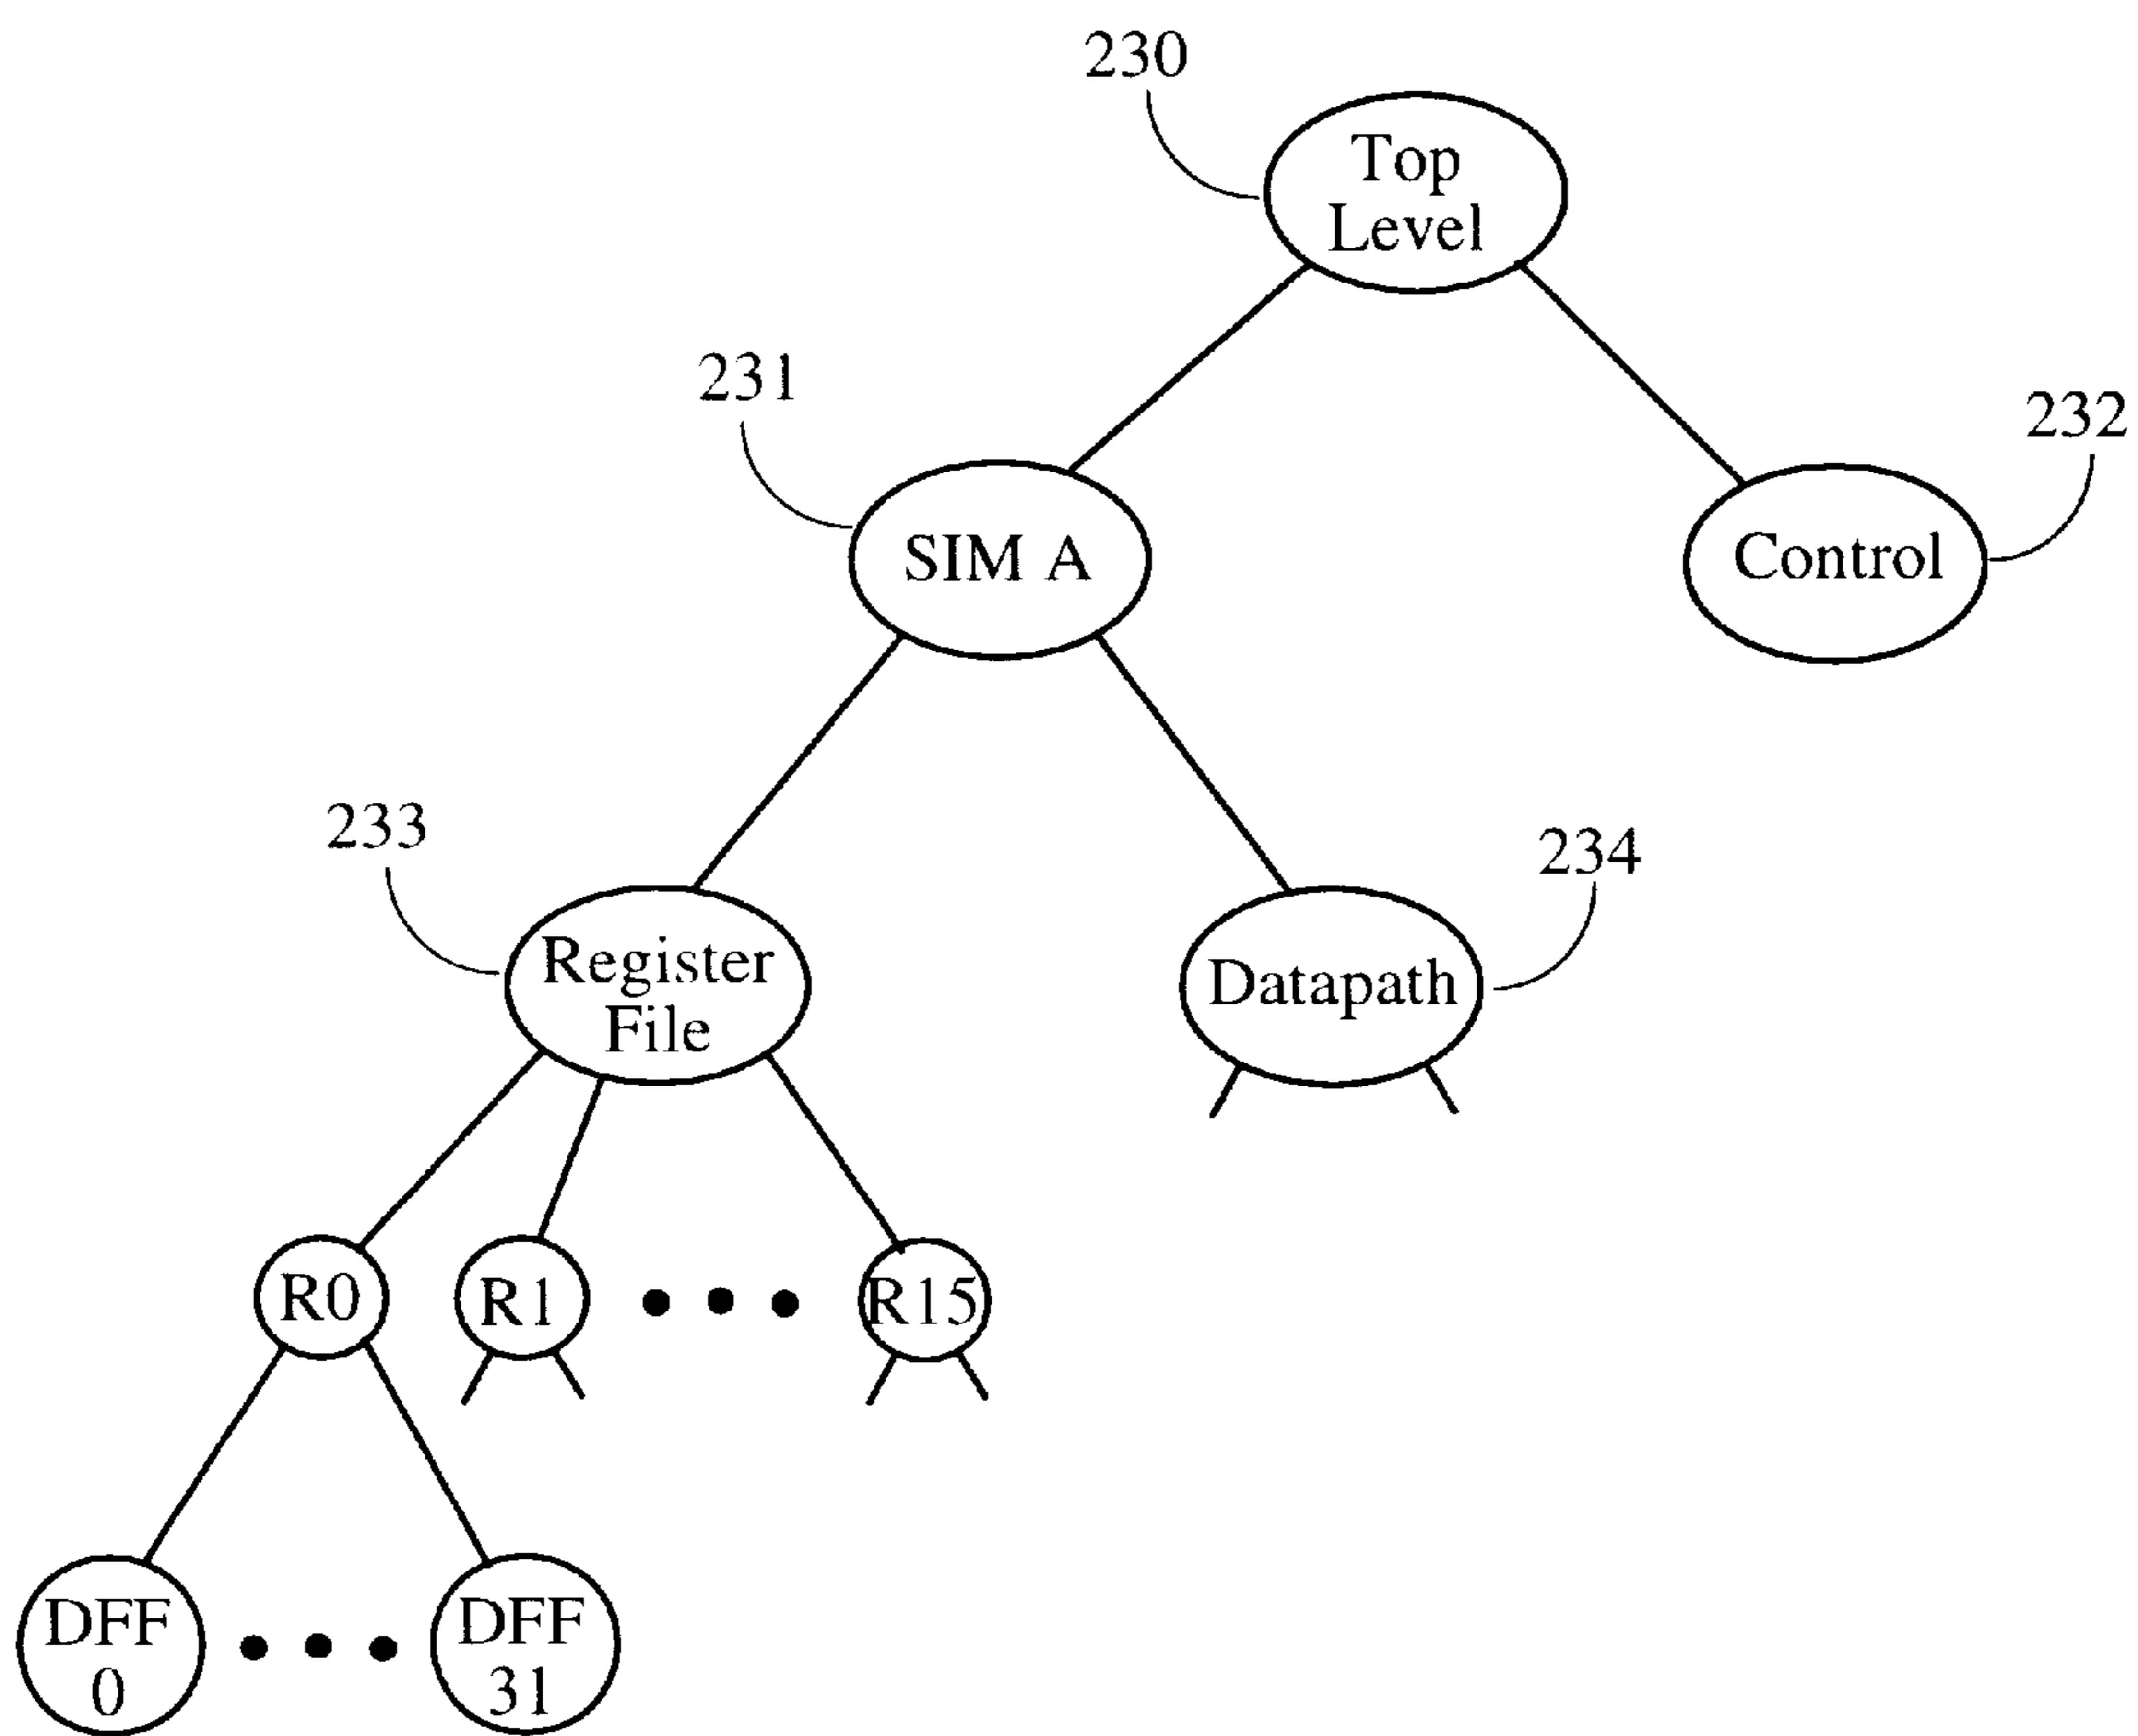 230
Top
Level
231
232
SIM A
Control
233
234
Register
File
Datapath
R0
R1
R15
DFF
0
DFF
31